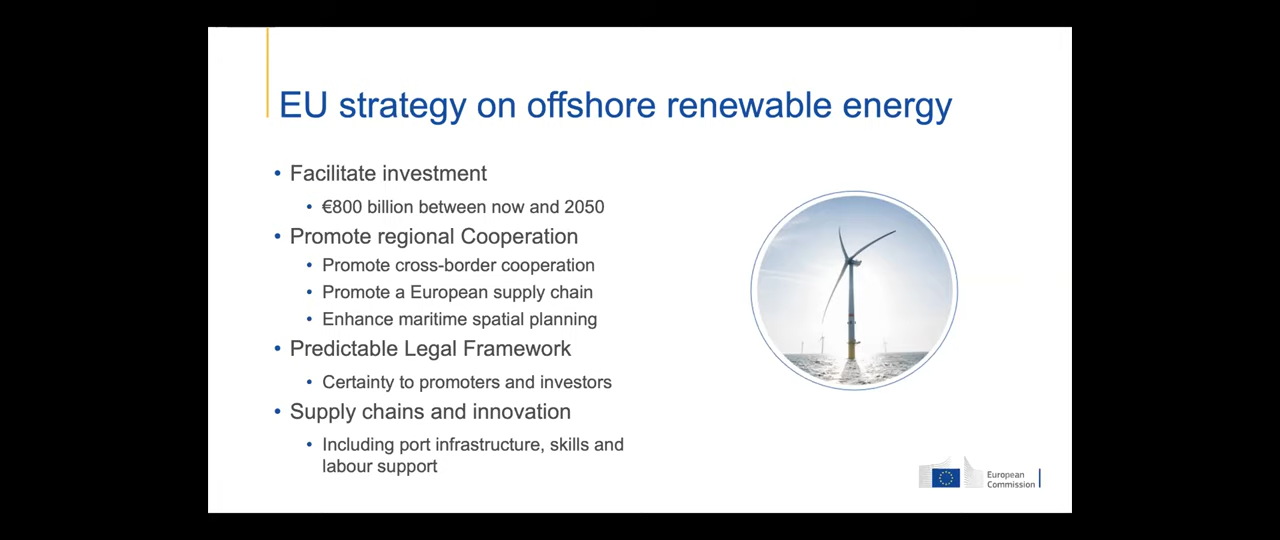 EU strategy on offshore renewable energy
• Facilitate investment
• €800 billion between now and 2050
• Promote regional Cooperation
• Promote cross-border cooperation
• Promote a European supply chain
• Enhance maritime spatial planning
• Predictable Legal Framework
• Certainty to promoters and investors
• Supply chains and innovation
• Including port infrastructure, skills and
labour support
European
Commission